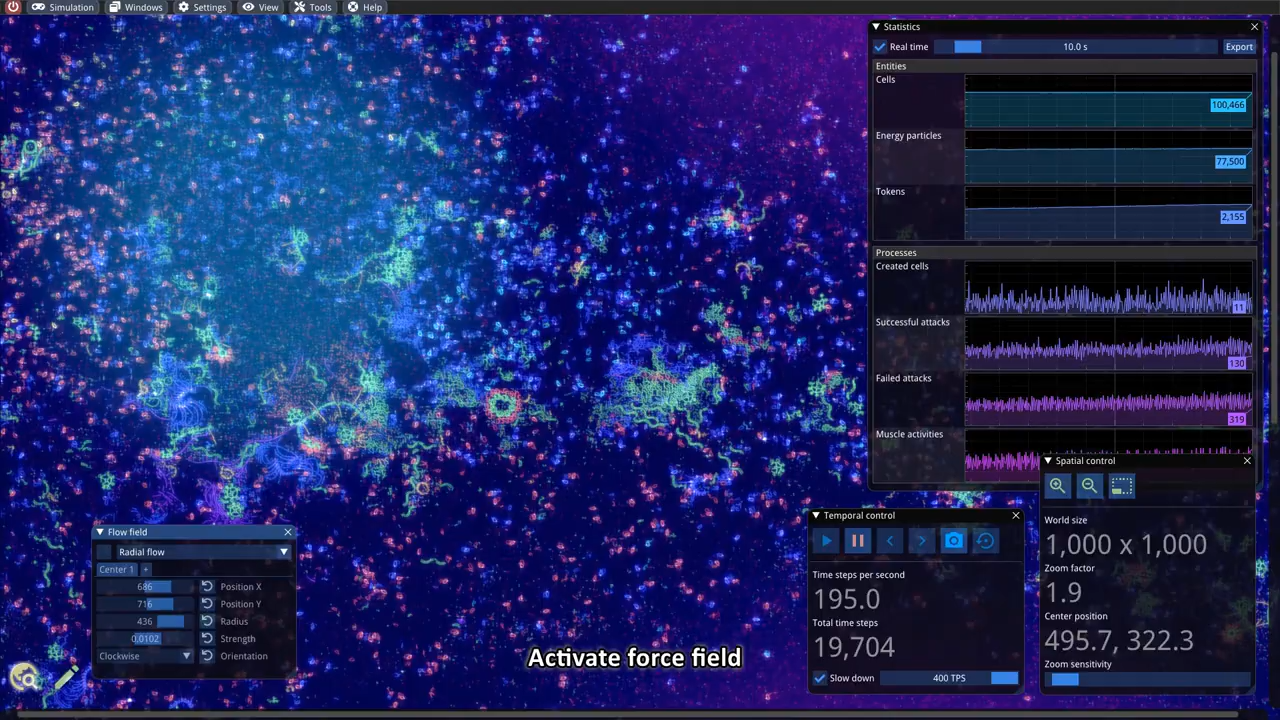 Simulation Windows Settings View Tools Help
Statistics
Real time 10.0 s Export
Entities
Cells
100,466
Energy particles
77,500
Tokens
2,155
Processes
Created cells
11
Successful attacks
130
Failed attacks
319
Muscle activities
Spatial control
World size
1,000 x 1,000
Zoom factor
1.9
Center position
495.7, 322.3
Zoom sensitivity
Temporal control
Time steps per second
195.0
Total time steps
19,704
Slow down 400 TPS
Flow field
Radial flow
Center 1 +
686 Position X
716 Position Y
436 Radius
0.0102 Strength
Clockwise Orientation
Activate force field